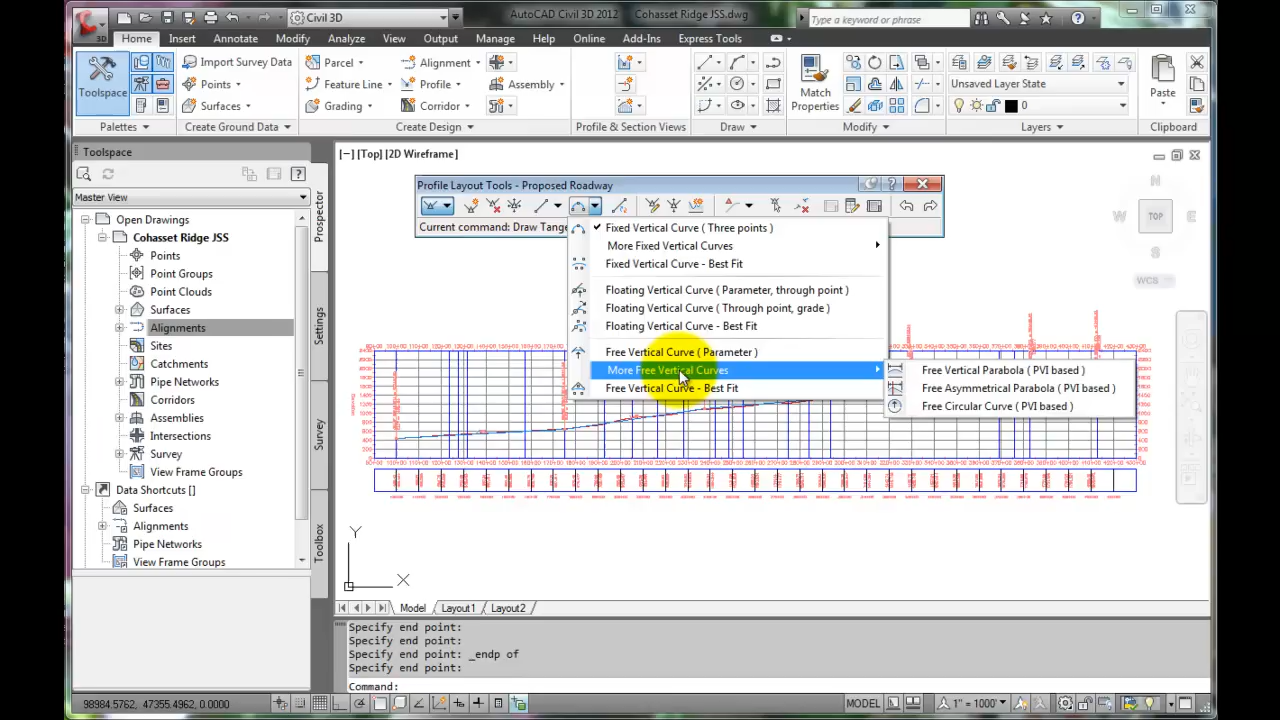 Civil 3D
AutoCAD Civil 3D 2012
Cohasset Ridge JSS.dwg
Type a keyword or phrase
Home Insert Annotate Modify Analyze View Output Manage Help Online Add-Ins Express Tools
Toolspace
Import Survey Data
Points
Surfaces
Parcel
Feature Line
Grading
Alignment
Profile
Corridor
Assembly
Match
Properties
Unsaved Layer State
0
Paste
Palettes
Create Ground Data
Create Design
Profile & Section Views
Draw
Modify
Layers
Clipboard
Toolspace
Master View
Open Drawings
Cohasset Ridge JSS
Points
Point Groups
Point Clouds
Surfaces
Alignments
Sites
Catchments
Pipe Networks
Corridors
Assemblies
Intersections
Survey
View Frame Groups
Data Shortcuts []
Surfaces
Alignments
Pipe Networks
View Frame Groups
Prospector
Settings
Survey
Toolbox
[−] [Top] [2D Wireframe]
Profile Layout Tools - Proposed Roadway
Current command: Draw Tange
Fixed Vertical Curve ( Three points )
More Fixed Vertical Curves
Fixed Vertical Curve - Best Fit
Floating Vertical Curve ( Parameter, through point )
Floating Vertical Curve ( Through point, grade )
Floating Vertical Curve - Best Fit
Free Vertical Curve ( Parameter )
More Free Vertical Curves
Free Vertical Curve - Best Fit
Free Vertical Parabola ( PVI based )
Free Asymmetrical Parabola ( PVI based )
Free Circular Curve ( PVI based )
N
W TOP E
S
WCS
Y
X
Model Layout1 Layout2
Specify end point:
Specify end point:
Specify end point: _endp of
Specify end point:
Command:
98984.5762, 47355.4962, 0.0000
MODEL
1" = 1000'